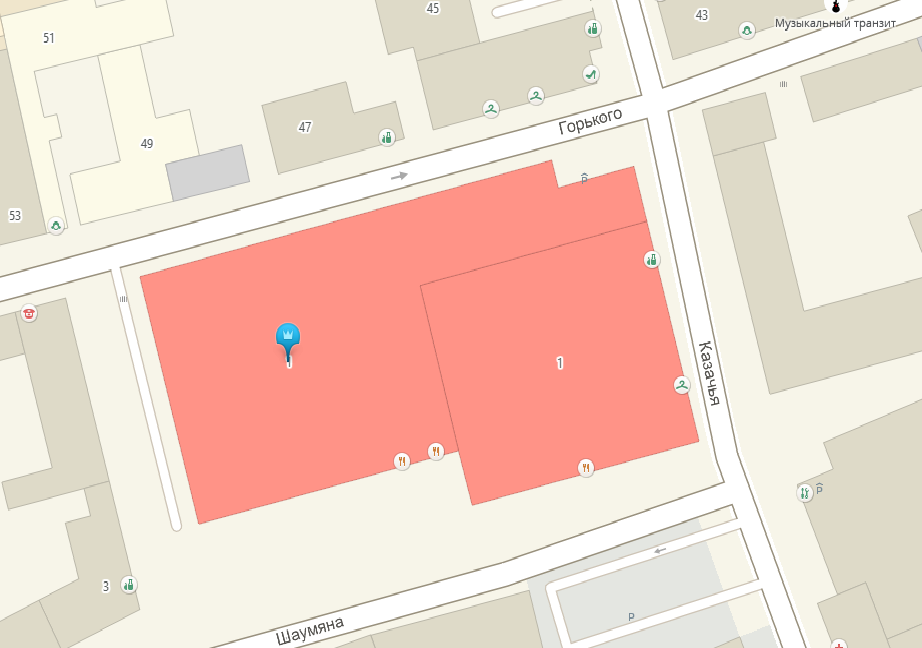 45
43
Музыкальный транзит
51
Горького
47
49
P
53
1
1
Казачья
P
3
P
Шаумяна